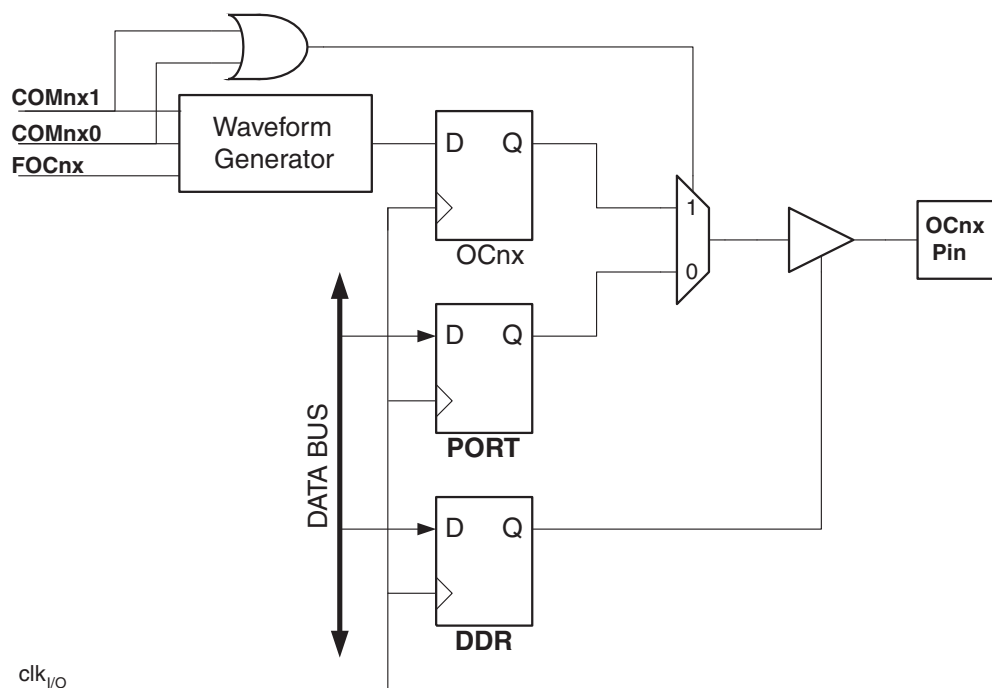 COMnx1
COMnx0
FOCnx
Waveform
Generator
D Q
OCnx
1
0
OCnx
Pin
D Q
PORT
DATA BUS
D Q
DDR
clkI/O